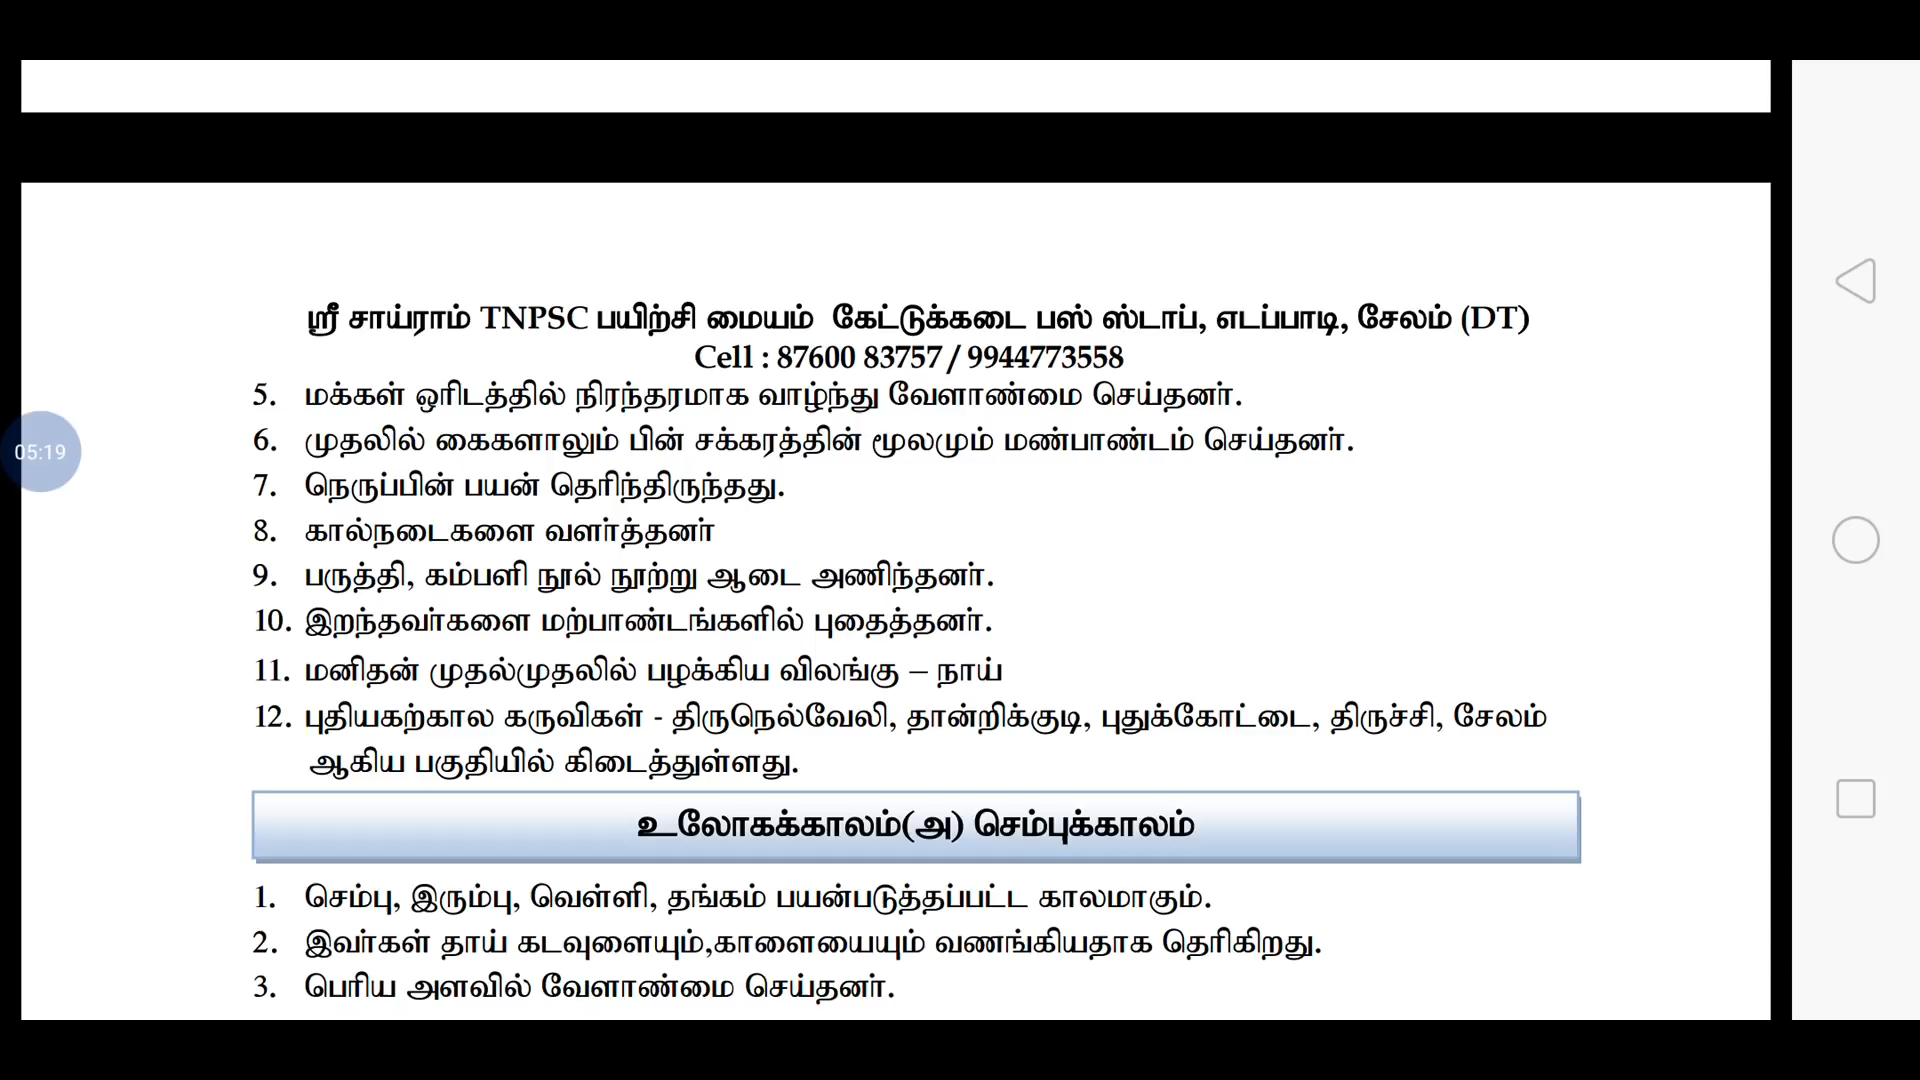 ஸ்ரீ சாய்ராம் TNPSC பயிற்சி மையம் கேட்டுக்கடை பஸ் ஸ்டாப், எடப்பாடி, சேலம் (DT)
Cell : 87600 83757 / 9944773558
5. மக்கள் ஒரிடத்தில் நிரந்தரமாக வாழ்ந்து வேளாண்மை செய்தனர்.
05:19
6. முதலில் கைகளாலும் பின் சக்கரத்தின் மூலமும் மண்பாண்டம் செய்தனர்.
7. நெருப்பின் பயன் தெரிந்திருந்தது.
8. கால்நடைகளை வளர்த்தனர்
9. பருத்தி, கம்பளி நூல் நூற்று ஆடை அணிந்தனர்.
10. இறந்தவர்களை மற்பாண்டங்களில் புதைத்தனர்.
11. மனிதன் முதல்முதலில் பழக்கிய விலங்கு – நாய்
12. புதியகற்கால கருவிகள் - திருநெல்வேலி, தான்றிக்குடி, புதுக்கோட்டை, திருச்சி, சேலம்
ஆகிய பகுதியில் கிடைத்துள்ளது.
உலோகக்காலம்(அ) செம்புக்காலம்
1. செம்பு, இரும்பு, வெள்ளி, தங்கம் பயன்படுத்தப்பட்ட காலமாகும்.
2. இவர்கள் தாய் கடவுளையும்,காளையையும் வணங்கியதாக தெரிகிறது.
3. பெரிய அளவில் வேளாண்மை செய்தனர்.